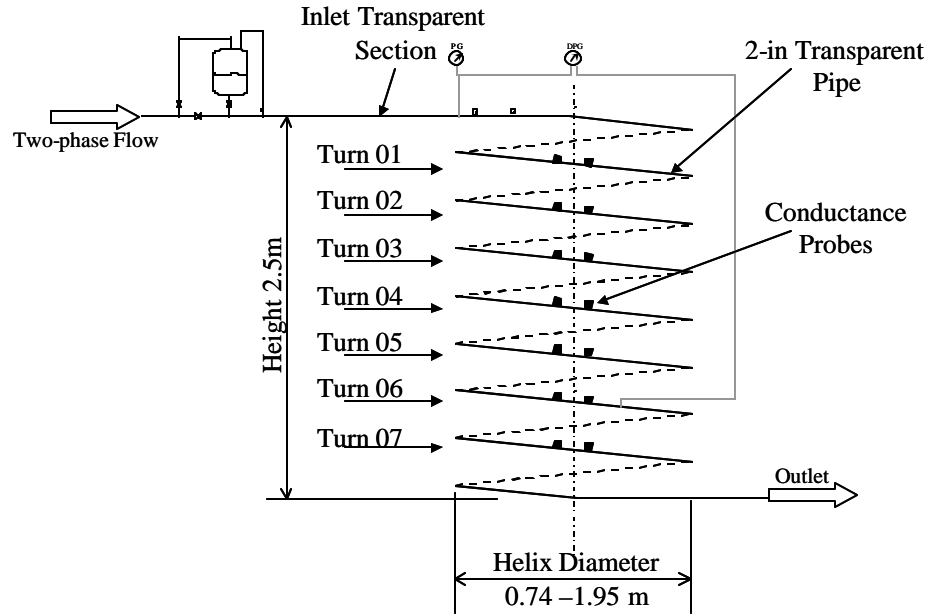 Inlet Transparent
Section
PG
DPG
2-in Transparent
Pipe
Two-phase Flow
Turn 01
Turn 02
Turn 03
Turn 04
Turn 05
Turn 06
Turn 07
Height 2.5m
Conductance
Probes
Outlet
Helix Diameter
0.74 –1.95 m